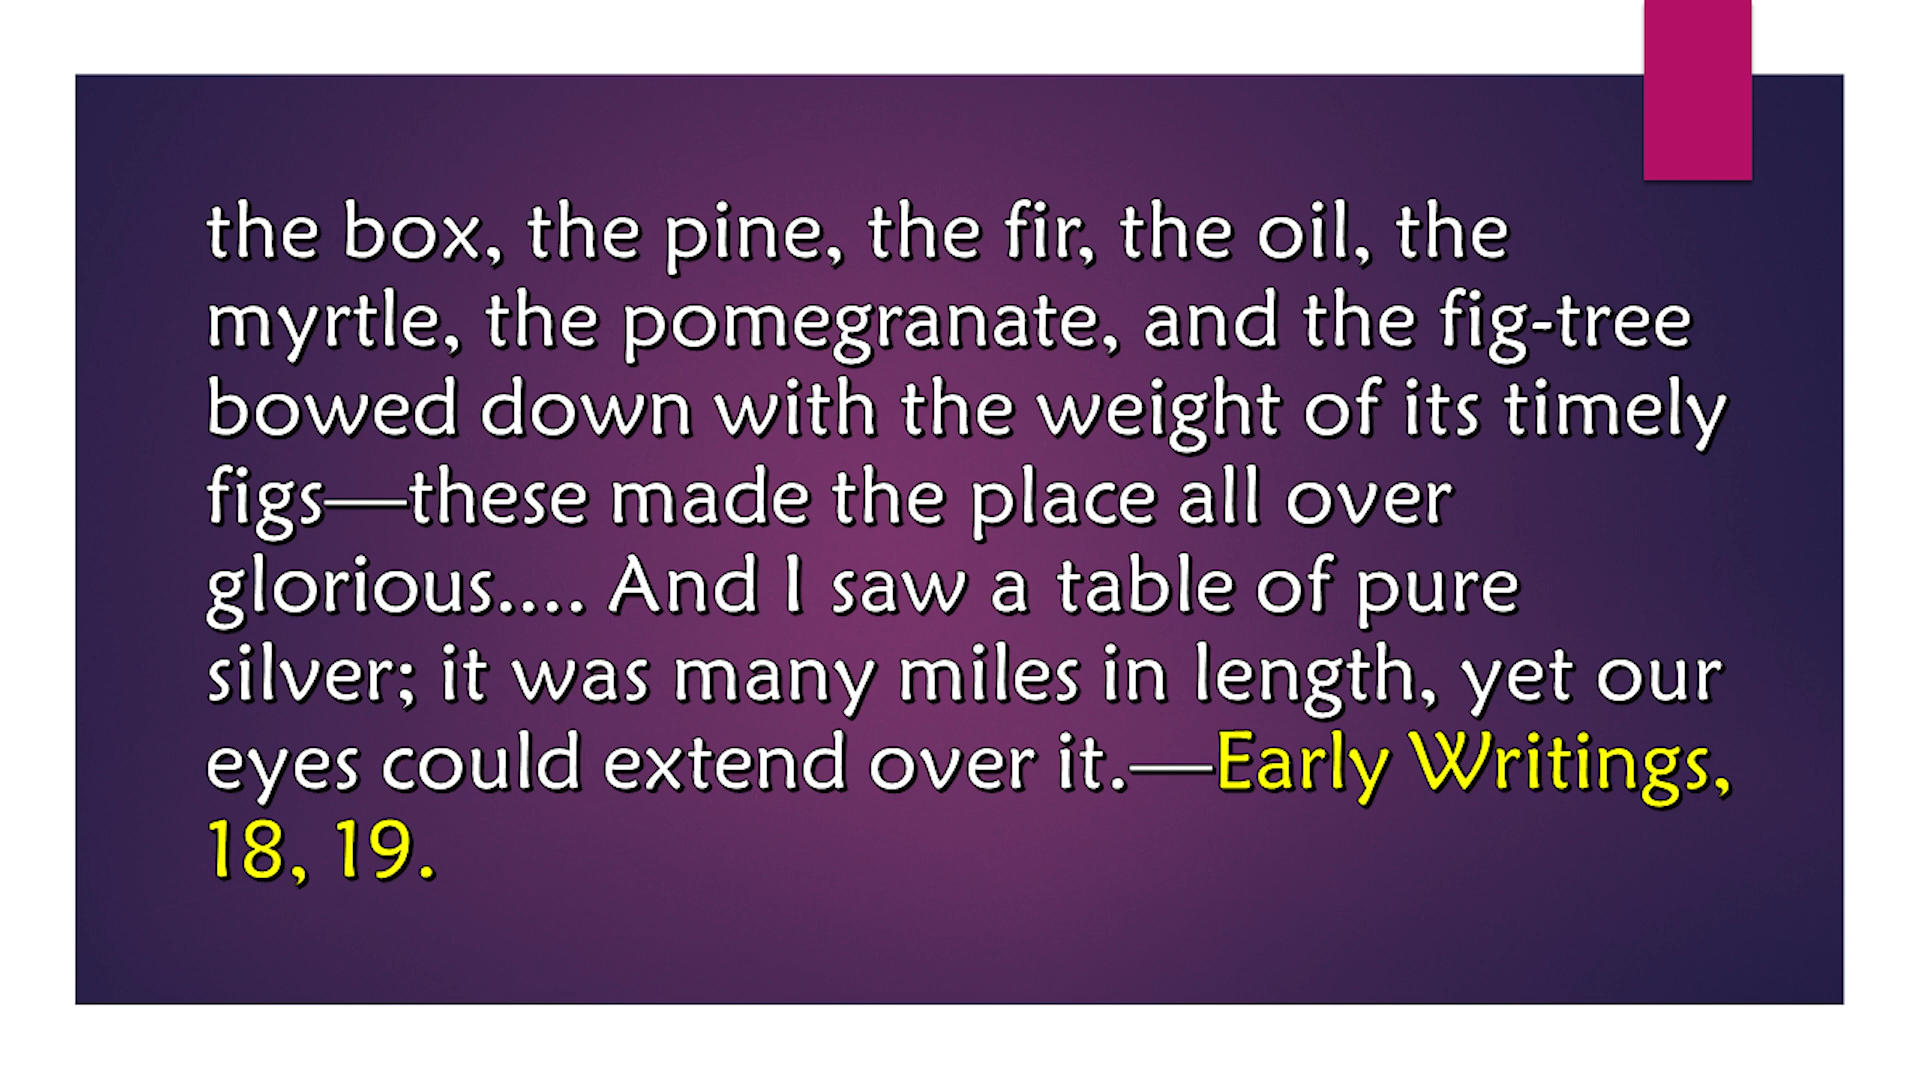 the box, the pine, the fir, the oil, the
myrtle, the pomegranate, and the fig-tree
bowed down with the weight of its timely
figs—these made the place all over
glorious.... And I saw a table of pure
silver; it was many miles in length, yet our
eyes could extend over it.—Early Writings,
18, 19.